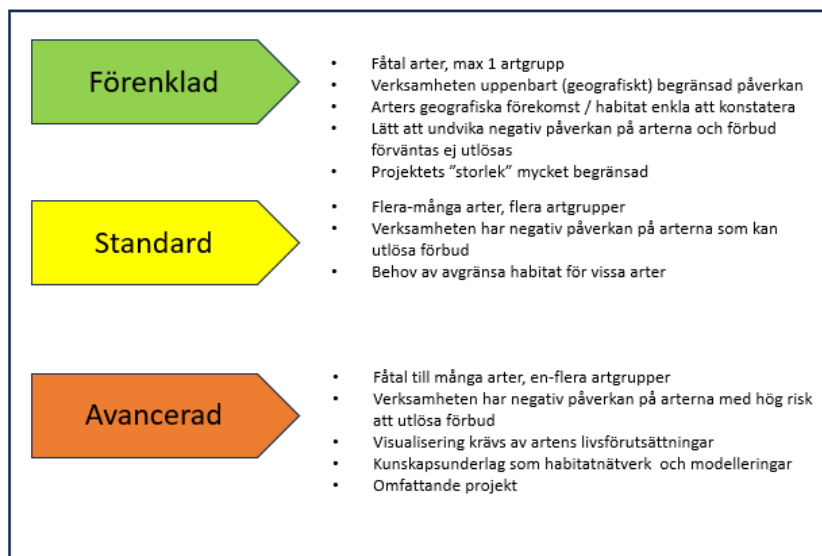 Förenklad
• Fåtal arter, max 1 artgrupp
• Verksamheten uppenbart (geografiskt) begränsad påverkan
• Arters geografiska förekomst / habitat enkla att konstatera
• Lätt att undvika negativ påverkan på arterna och förbud
förväntas ej utlösas
• Projektets ”storlek” mycket begränsad
Standard
• Flera-många arter, flera artgrupper
• Verksamheten har negativ påverkan på arterna som kan
utlösa förbud
• Behov av avgränsa habitat för vissa arter
Avancerad
• Fåtal till många arter, en-flera artgrupper
• Verksamheten har negativ påverkan på arterna med hög risk
att utlösa förbud
• Visualisering krävs av artens livsförutsättningar
• Kunskapsunderlag som habitatnätverk och modelleringar
• Omfattande projekt